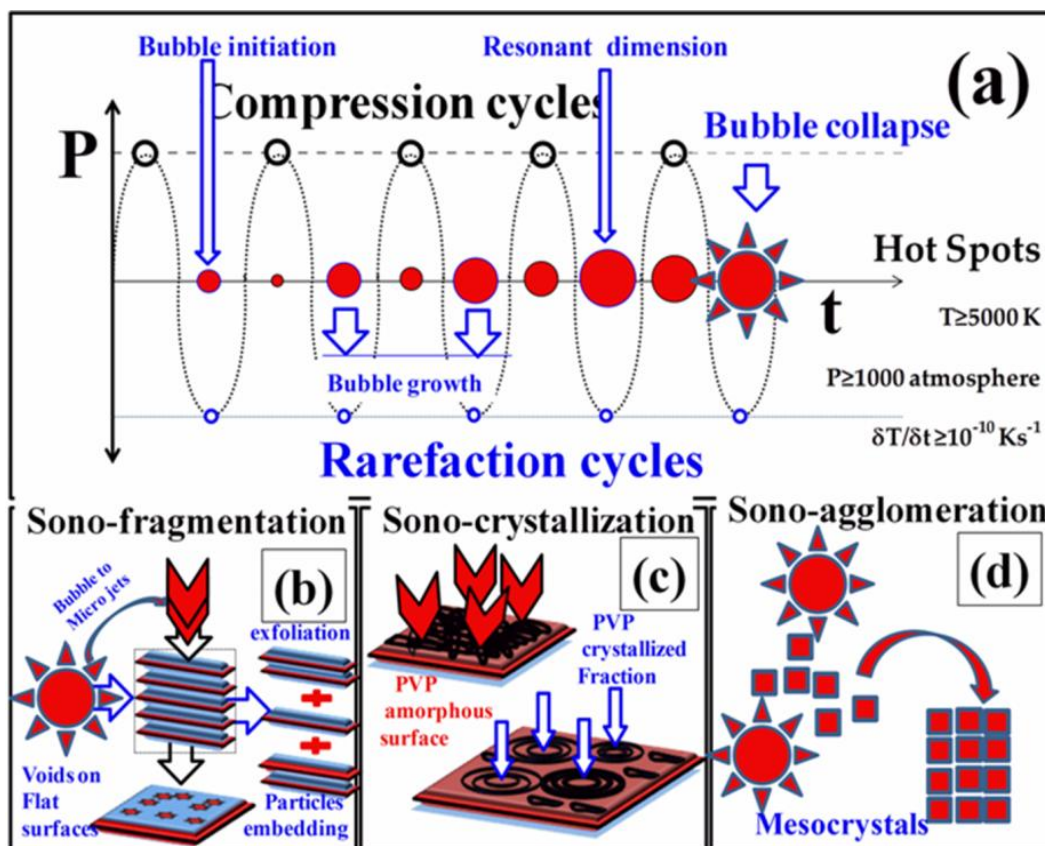 Bubble initiation
Resonant dimension
(a)
Compression cycles
Bubble collapse
P
Hot Spots
t
T≥5000 K
Bubble growth
P≥1000 atmosphere
δT/δt≥10⁻¹⁰ Ks⁻¹
Rarefaction cycles
Sono-fragmentation
(b)
Bubble to
Micro jets
exfoliation
Voids on
Flat
surfaces
Particles
embedding
Sono-crystallization
(c)
PVP
crystallized
Fraction
PVP
amorphous
surface
Sono-agglomeration
(d)
Mesocrystals